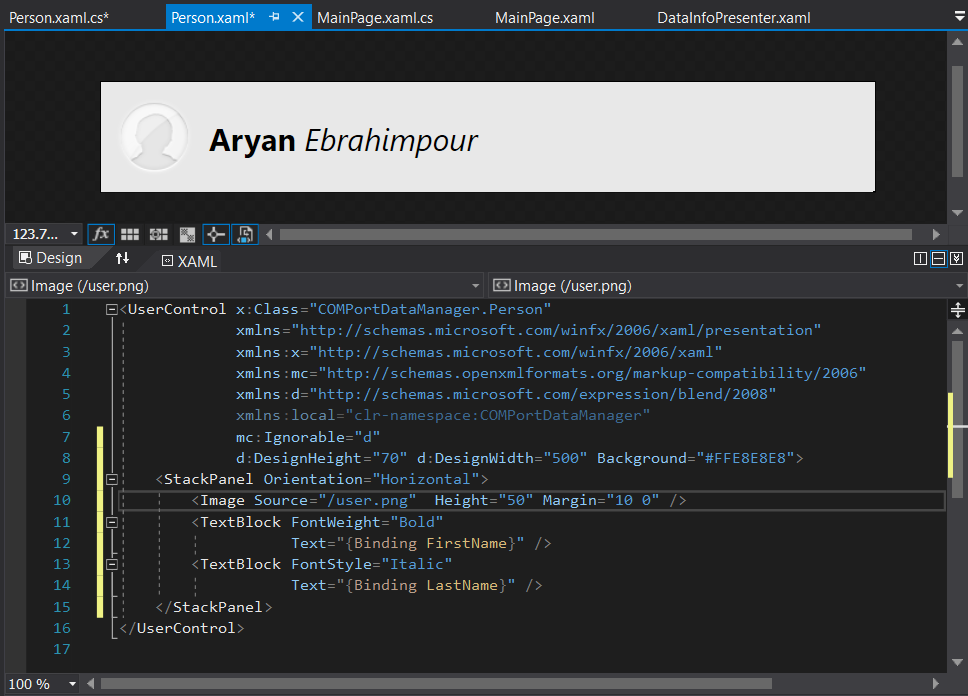 Person.xaml.cs* Person.xaml* MainPage.xaml.cs MainPage.xaml DataInfoPresenter.xaml
Aryan Ebrahimpour
123.7... fx
Design XAML
Image (/user.png) Image (/user.png)
1 <UserControl x:Class="COMPortDataManager.Person"
2 xmlns="http://schemas.microsoft.com/winfx/2006/xaml/presentation"
3 xmlns:x="http://schemas.microsoft.com/winfx/2006/xaml"
4 xmlns:mc="http://schemas.openxmlformats.org/markup-compatibility/2006"
5 xmlns:d="http://schemas.microsoft.com/expression/blend/2008"
6 xmlns:local="clr-namespace:COMPortDataManager"
7 mc:Ignorable="d"
8 d:DesignHeight="70" d:DesignWidth="500" Background="#FFE8E8E8">
9 <StackPanel Orientation="Horizontal">
10 <Image Source="/user.png"  Height="50" Margin="10 0" />
11 <TextBlock FontWeight="Bold"
12 Text="{Binding FirstName}" />
13 <TextBlock FontStyle="Italic"
14 Text="{Binding LastName}" />
15 </StackPanel>
16 </UserControl>
17
100 %